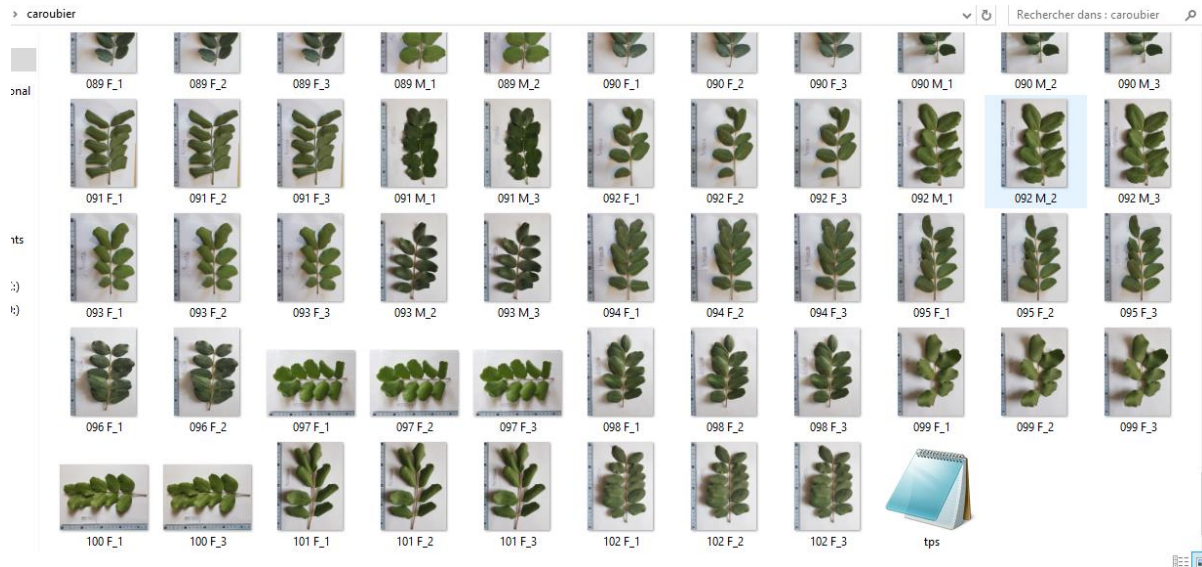 caroubier
Rechercher dans : caroubier
089 F_1 089 F_2 089 F_3 089 M_1 089 M_2 090 F_1 090 F_2 090 F_3 090 M_1 090 M_2 090 M_3
onal
091 F_1 091 F_2 091 F_3 091 M_1 091 M_3 092 F_1 092 F_2 092 F_3 092 M_1 092 M_2 092 M_3
nts
:)
093 F_1 093 F_2 093 F_3 093 M_2 093 M_3 094 F_1 094 F_2 094 F_3 095 F_1 095 F_2 095 F_3
:)
096 F_1 096 F_2 097 F_1 097 F_2 097 F_3 098 F_1 098 F_2 098 F_3 099 F_1 099 F_2 099 F_3
100 F_1 100 F_3 101 F_1 101 F_2 101 F_3 102 F_1 102 F_2 102 F_3 tps